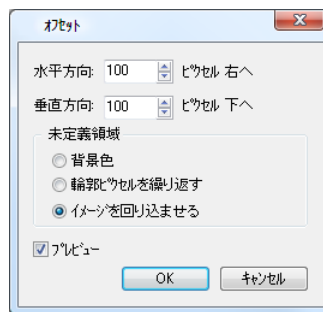 ｵﾌｾｯﾄ
水平方向: 100 ﾋﾟｸｾﾙ 右へ
垂直方向: 100 ﾋﾟｸｾﾙ 下へ
未定義領域
背景色
輪郭ﾋﾟｸｾﾙを繰り返す
ｲﾒｰｼﾞを回り込ませる
ﾌﾟﾚﾋﾞｭｰ
OK ｷｬﾝｾﾙ